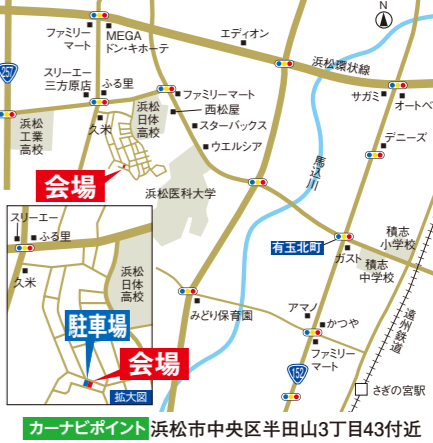 ファミリー
マート
MEGA
ドン・キホーテ
エディオン
N
257
浜松環状線
スリーエー
三方原店
ふる里
ファミリーマート
サガミ
オートベ
浜松
工業
高校
久米
浜松
日体
高校
西松屋
スターバックス
デニーズ
ウエルシア
馬込川
会場
浜松医科大学
スリーエー
ふる里
有玉北町
積志
小学校
久米
ガスト
積志
中学校
浜松
日体
高校
みどり保育園
アマノ
かつや
遠州鉄道
駐車場
ファミリー
マート
会場
152
さぎの宮駅
拡大図
カーナビポイント 浜松市中央区半田山3丁目43付近